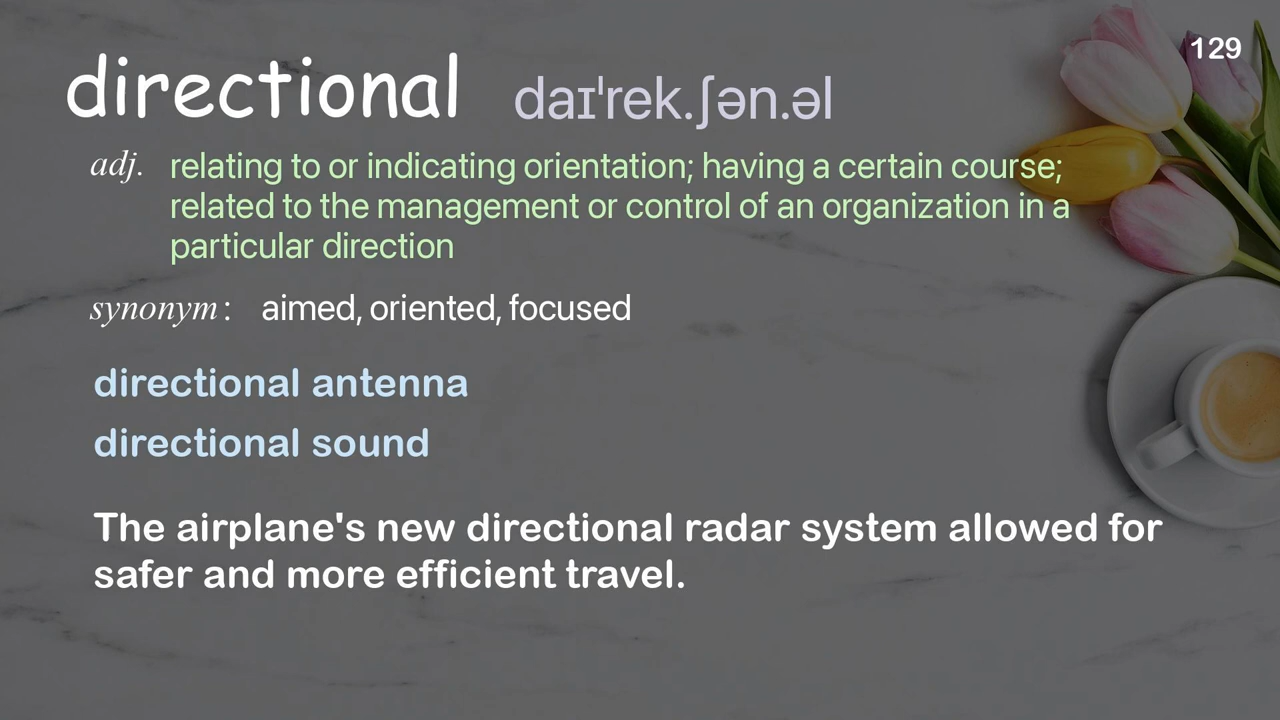 129
directional daɪˈrek.ʃən.əl
adj. relating to or indicating orientation; having a certain course;
related to the management or control of an organization in a
particular direction
synonym: aimed, oriented, focused
directional antenna
directional sound
The airplane's new directional radar system allowed for
safer and more efficient travel.